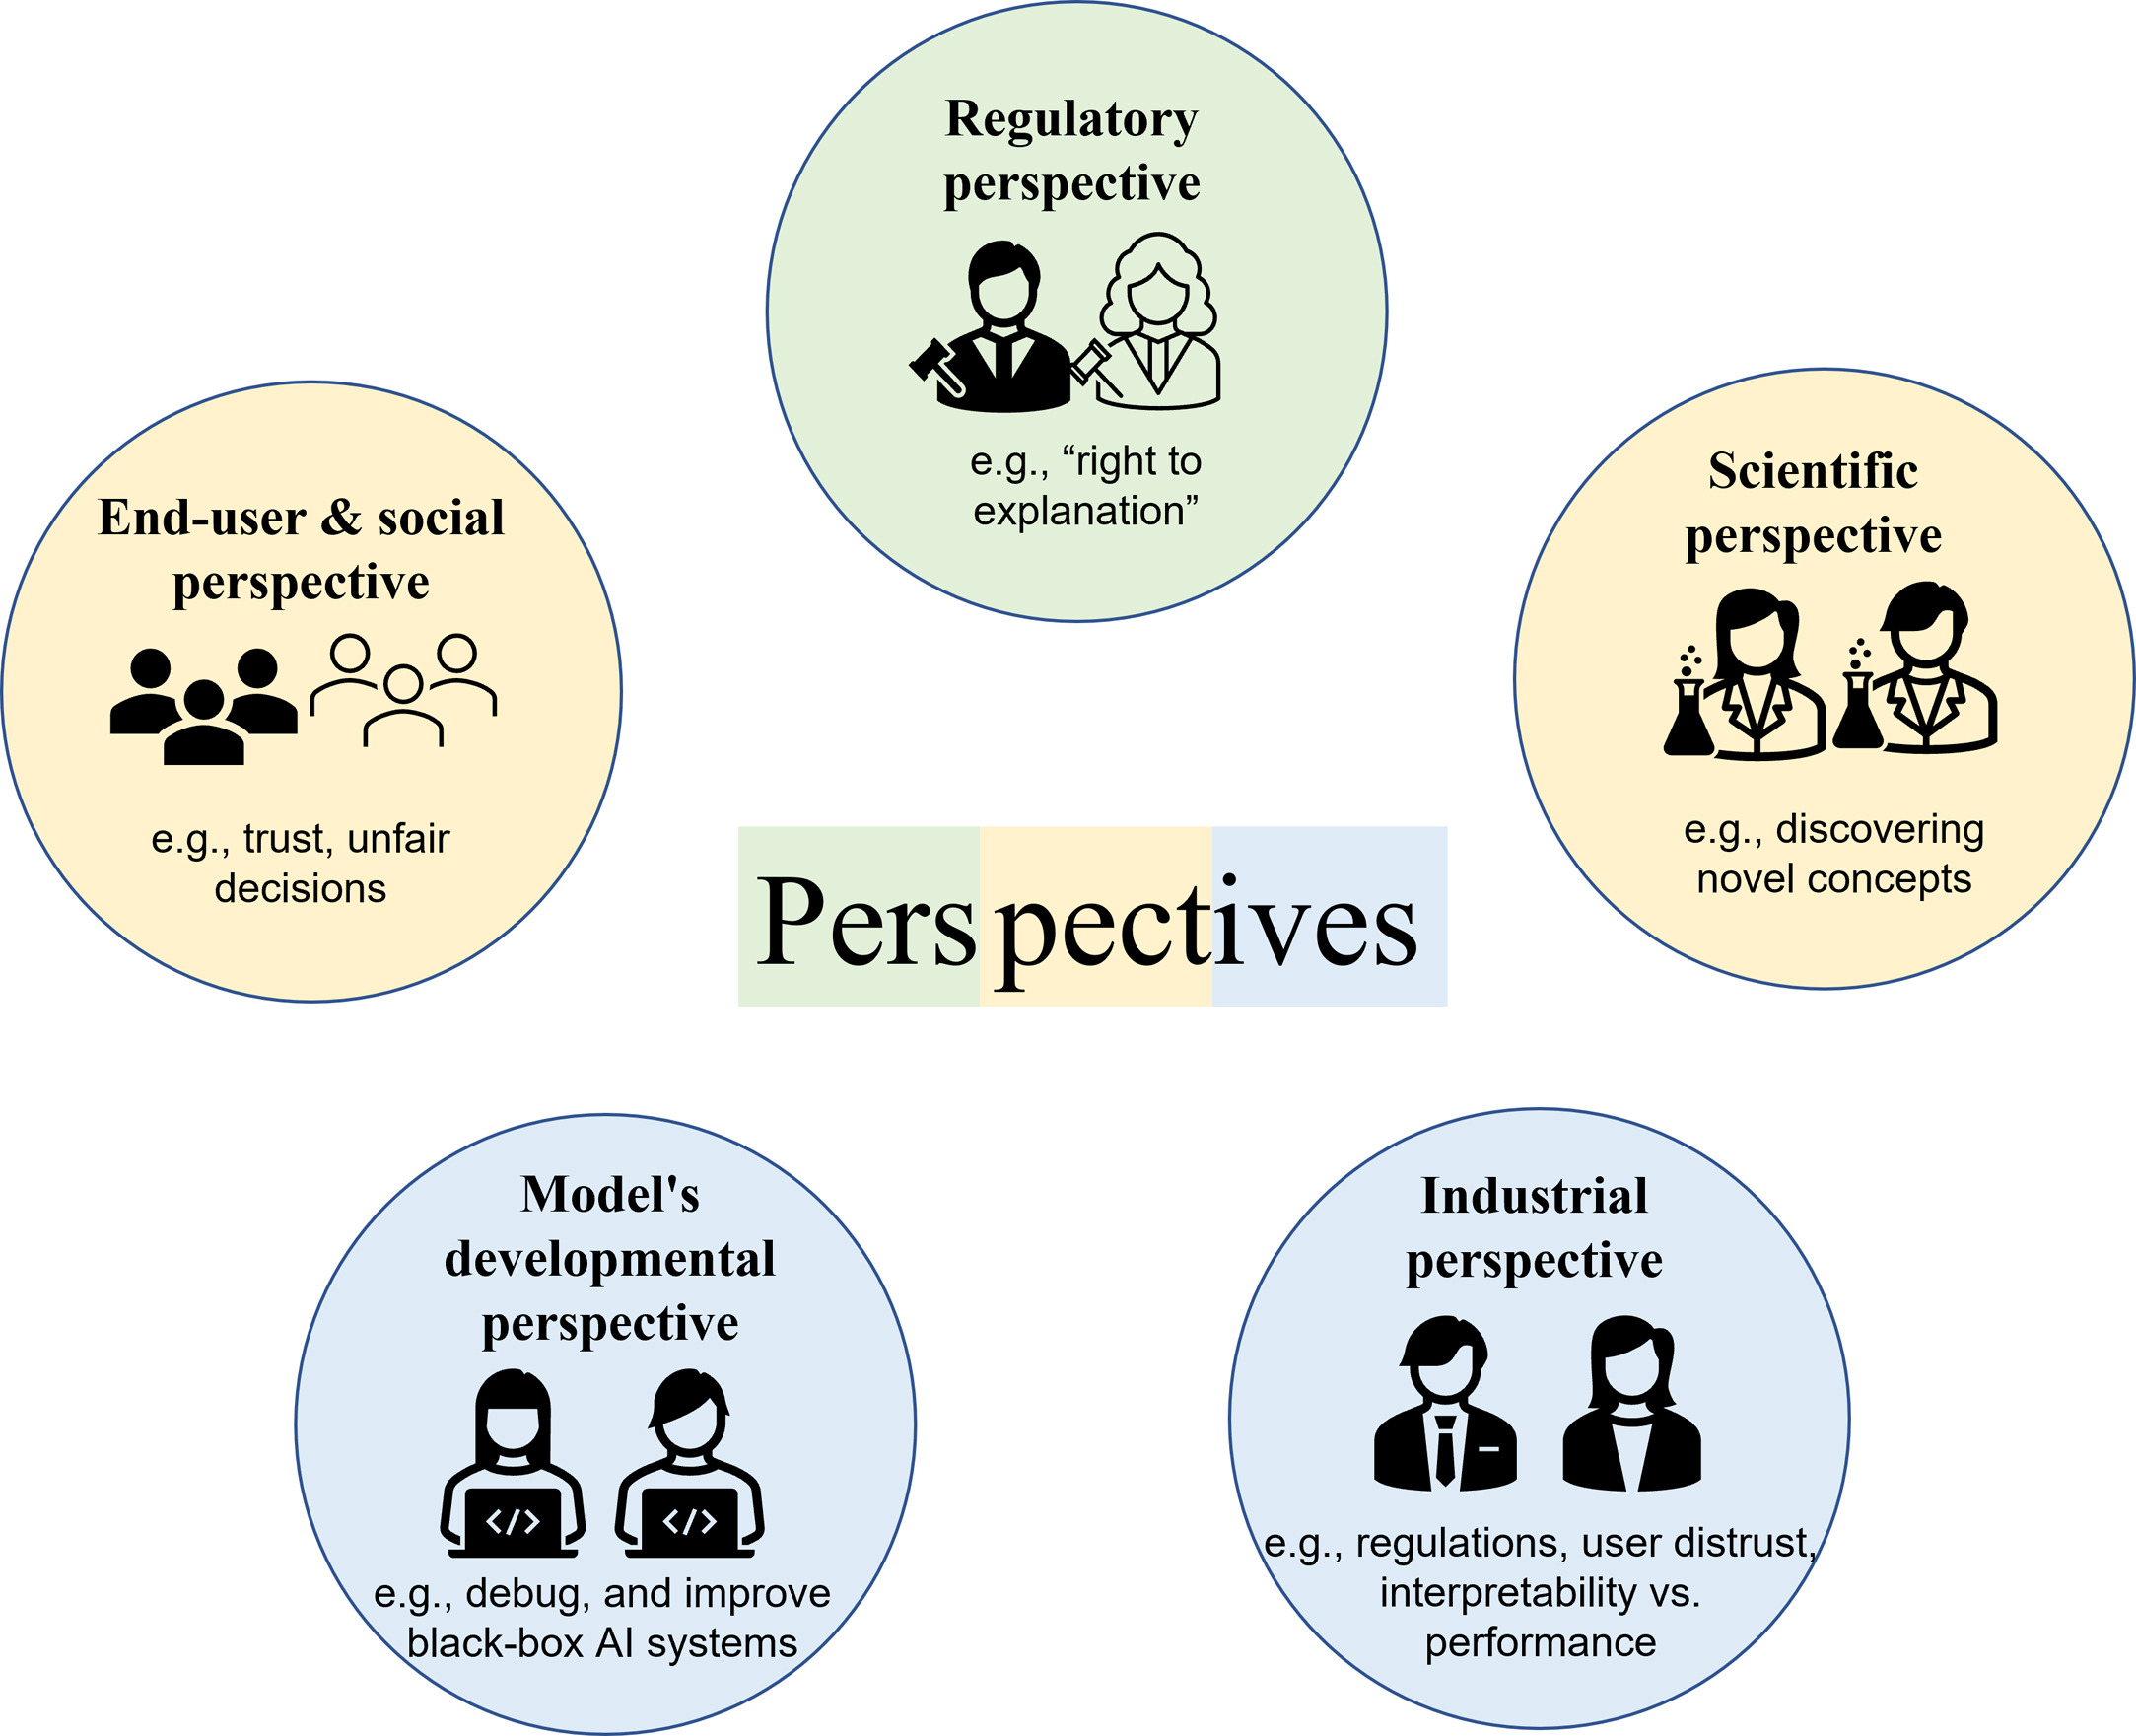 Regulatory
perspective
e.g., “right to
explanation”
End-user & social
perspective
e.g., trust, unfair
decisions
Scientific
perspective
e.g., discovering
novel concepts
Perspectives
Model's
developmental
perspective
</>
</>
e.g., debug, and improve
black-box AI systems
Industrial
perspective
e.g., regulations, user distrust,
interpretability vs.
performance